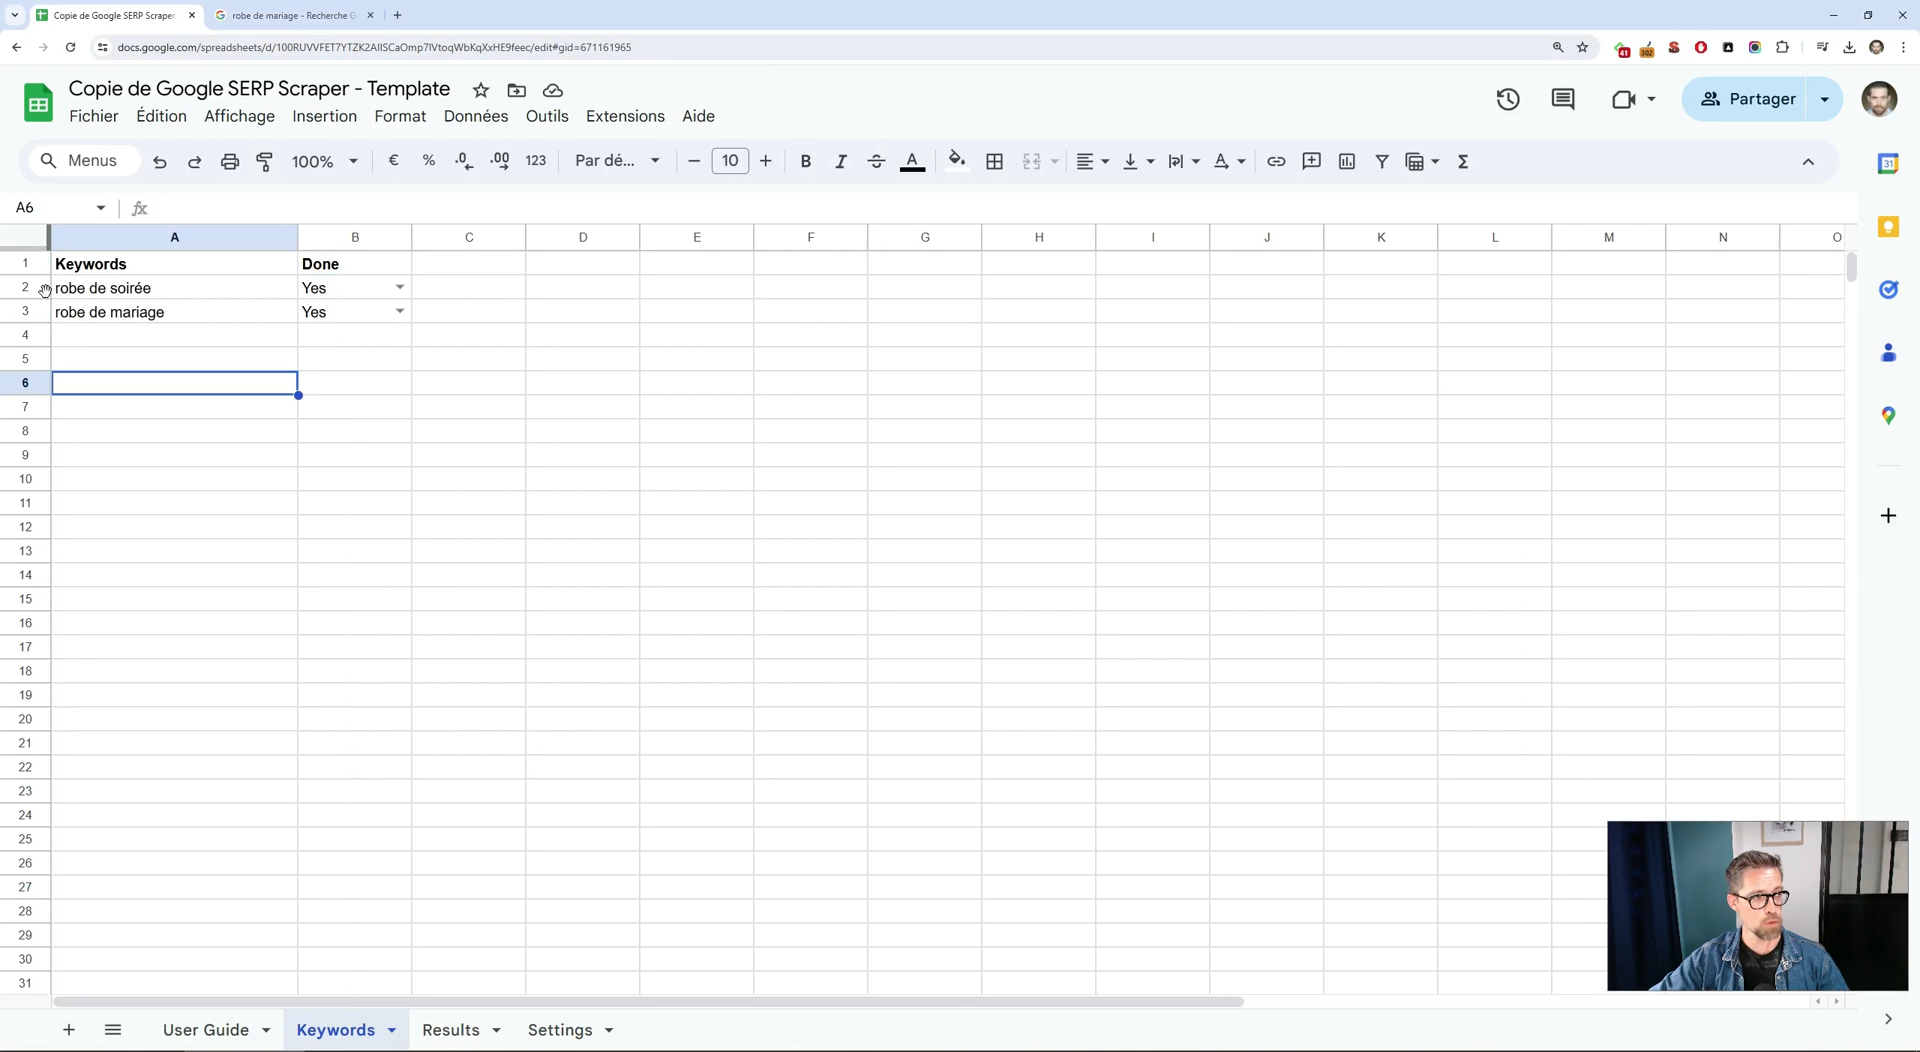 Copie de Google SERP Scraper
robe de mariage - Recherche G
docs.google.com/spreadsheets/d/100RUVVFET7YTZK2AIISCaOmp7IVtoqWbKqXxHE9feec/edit#gid=671161965
41
302
Copie de Google SERP Scraper - Template
Fichier Édition Affichage Insertion Format Données Outils Extensions Aide
Partager
Menus 100% € % .0 .00 123 Par dé... 10 B I S A
A6 fx
A B C D E F G H I J K L M N O
1 Keywords Done
2 robe de soirée Yes
3 robe de mariage Yes
4
5
6
7
8
9
10
11
12
13
14
15
16
17
18
19
20
21
22
23
24
25
26
27
28
29
30
31
31
User Guide Keywords Results Settings